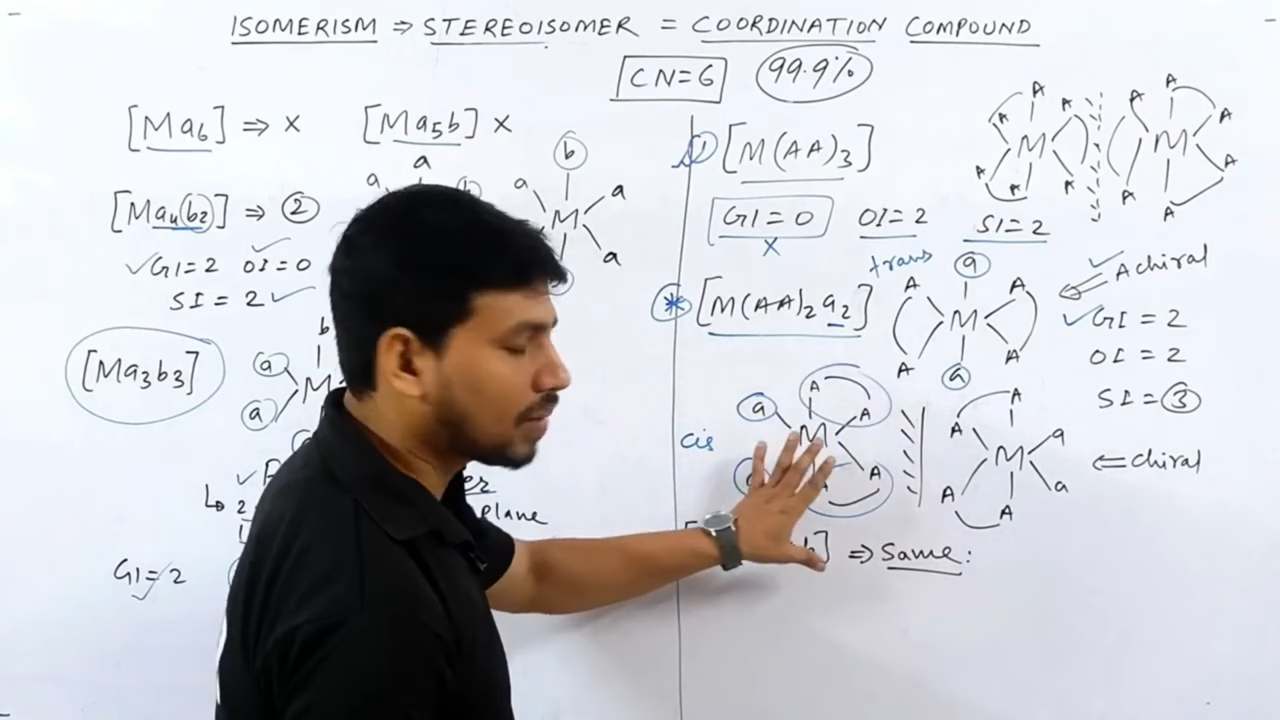 ISOMERISM ⇒ STEREOISOMER = COORDINATION COMPOUND
CN=6 99.9%
[Ma6] ⇒ x [Ma5b] x
a
a b
[Ma4b2] ⇒ 2
✓GI=2 OI=0 ✓
SI=2 ✓
[Ma3b3]
b
a
a M
GI=2 ✓
plane
b
a a
M
a
1 [M(AA)3]
GI=0 OI=2 SI=2
x
A
A A
M
A A
A
A
A A
M
A A
A
* [M(AA)2a2]
trans
a
A A
M
A A
a
⇐ Achiral ✓
✓GI=2
OI=2
SI=3
cis
a A
A
M
A
A
A
M a
A a
A
⇐ chiral
b] ⇒ Same: